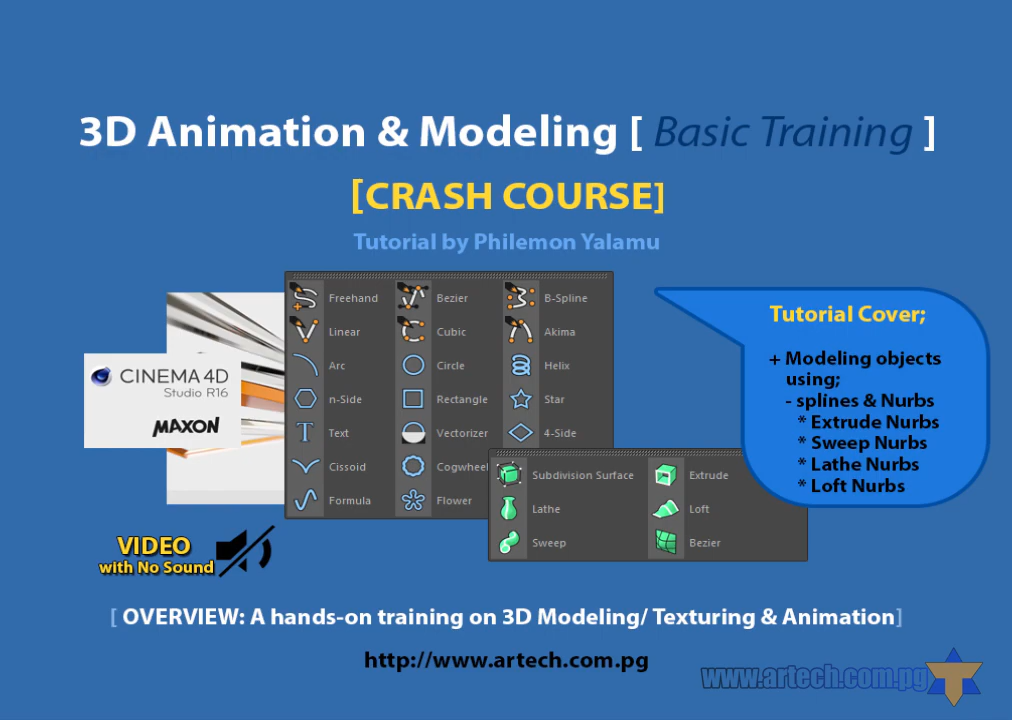 3D Animation & Modeling [ Basic Training ]
[CRASH COURSE]
Tutorial by Philemon Yalamu
CINEMA 4D
Studio R16
MAXON
Freehand Bezier B-Spline
Linear Cubic Akima
Arc Circle Helix
n-Side Rectangle Star
Text Vectorizer 4-Side
Cissoid Cogwheel
Formula Flower
Subdivision Surface Extrude
Lathe Loft
Sweep Bezier
Tutorial Cover;
+ Modeling objects
using;
- splines & Nurbs
* Extrude Nurbs
* Sweep Nurbs
* Lathe Nurbs
* Loft Nurbs
VIDEO
with No Sound
[ OVERVIEW: A hands-on training on 3D Modeling/ Texturing & Animation]
http://www.artech.com.pg
www.artech.com.pg